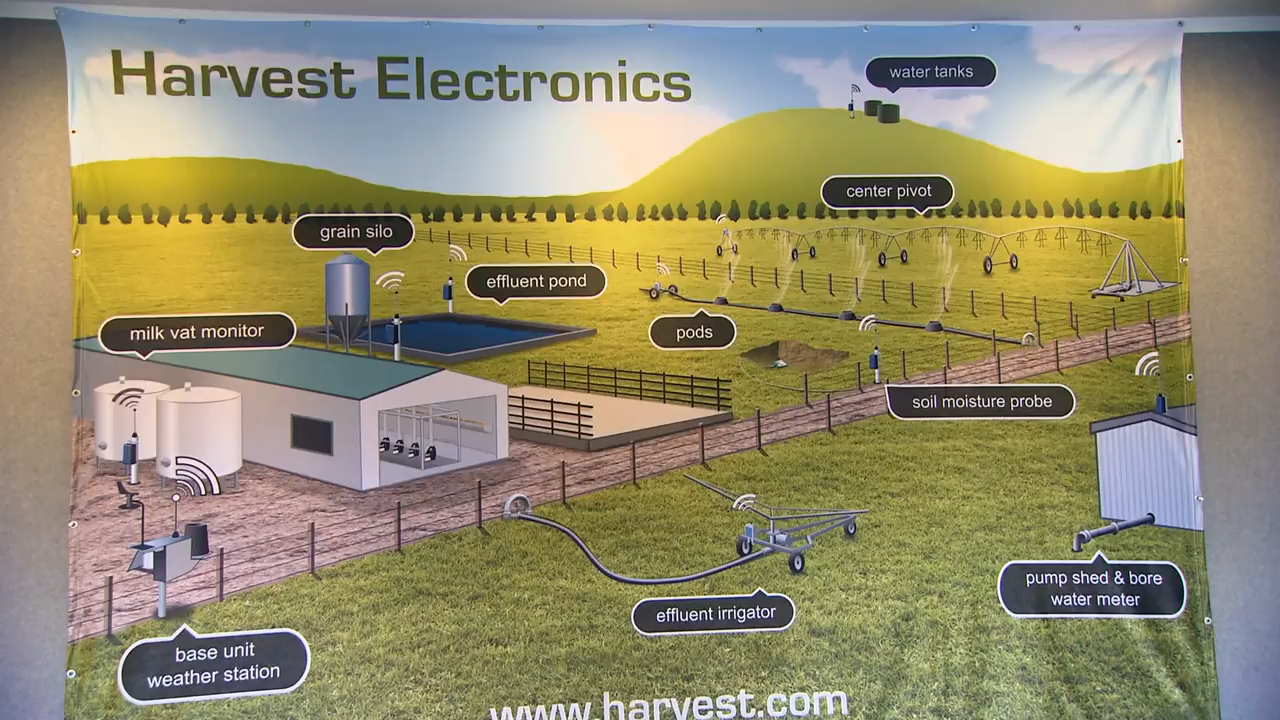 Harvest Electronics
water tanks
center pivot
grain silo
effluent pond
milk vat monitor
pods
soil moisture probe
pump shed & bore
water meter
effluent irrigator
base unit
weather station
www.harvest.com